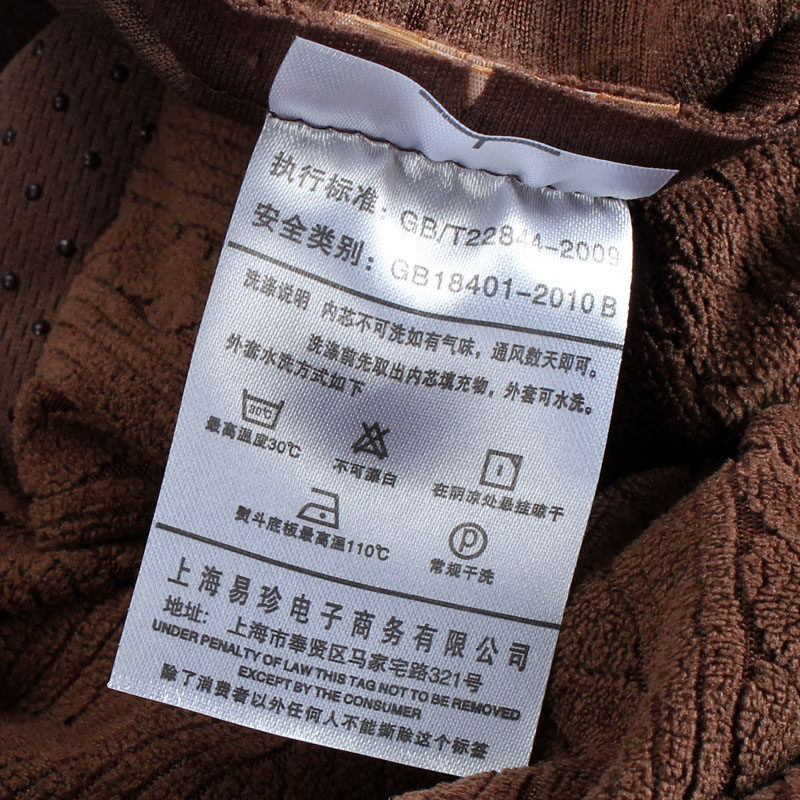 执行标准：GB/T22844-2009
安全类别：GB18401-2010 B
洗涤说明 内芯不可洗如有气味，通风数天即可。
洗涤前先取出内芯填充物，外套可水洗。
外套水洗方式如下
30℃
最高温度30℃
不可漂白
在阴凉处悬挂晾干
熨斗底板最高温110℃
P
常规干洗
上海易珍电子商务有限公司
地址：上海市奉贤区马家宅路321号
UNDER PENALTY OF LAW THIS TAG NOT TO BE REMOVED
EXCEPT BY THE CONSUMER
除了消费者以外任何人不能撕除这个标签